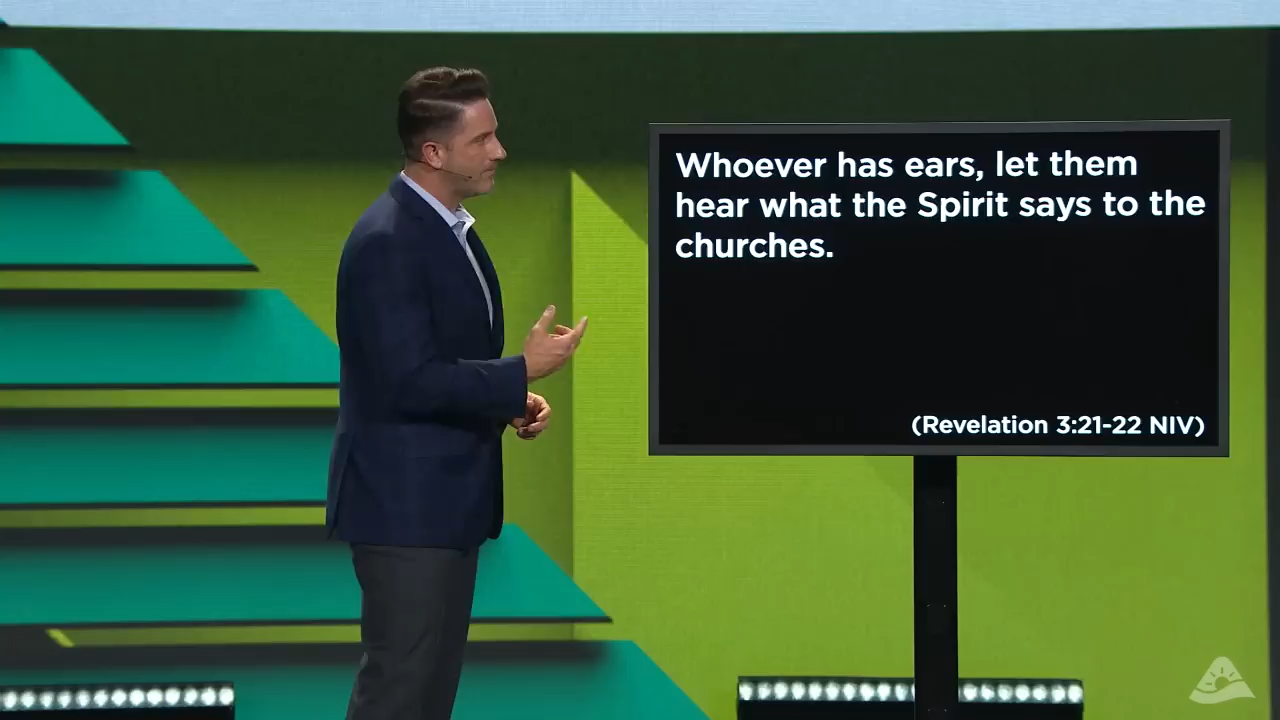 Whoever has ears, let them
hear what the Spirit says to the
churches.
(Revelation 3:21-22 NIV)